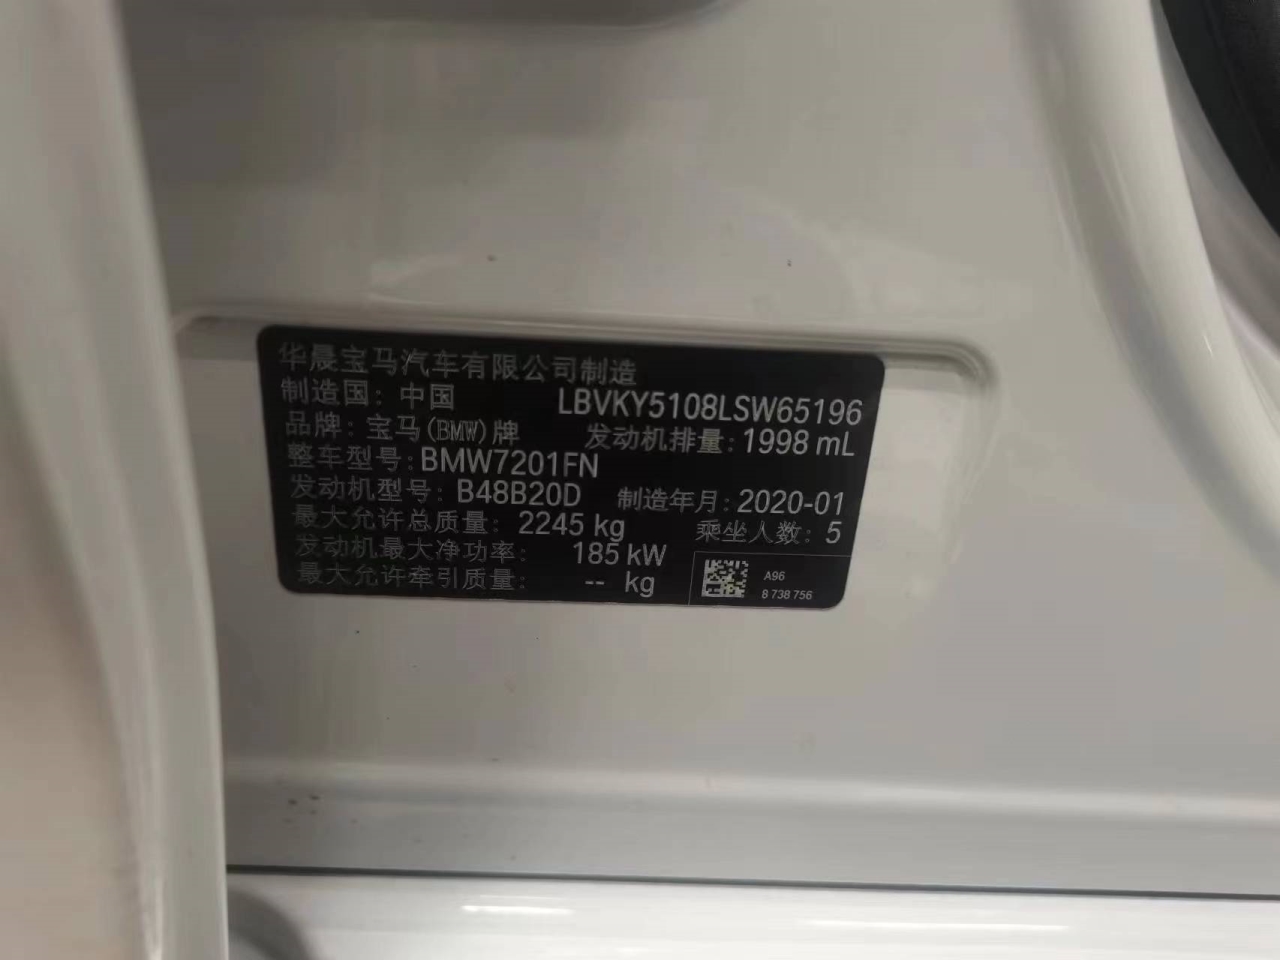 华晨宝马汽车有限公司制造
制造国：中国 LBVKY5108LSW65196
品牌：宝马(BMW)牌 发动机排量：1998 mL
整车型号：BMW7201FN
发动机型号：B48B20D 制造年月：2020-01
最大允许总质量：2245 kg 乘坐人数：5
发动机最大净功率：185 kW
最大允许牵引质量：-- kg
A96
8 738 756